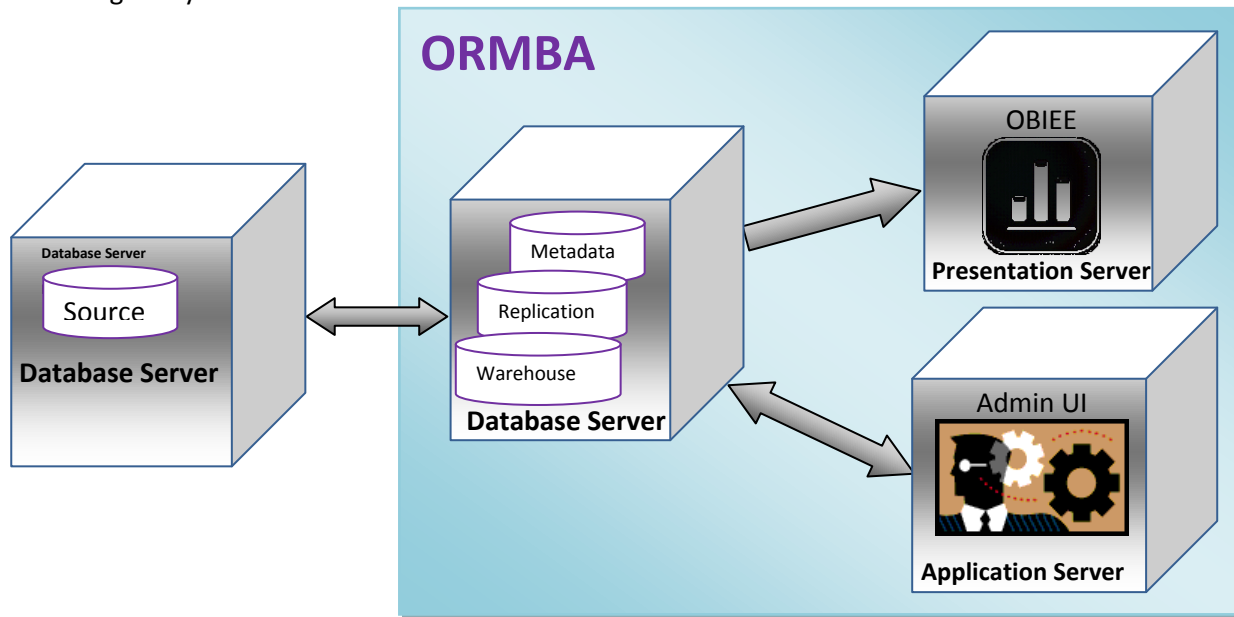 ORMBA
Database Server
Source
Database Server
Metadata
Replication
Warehouse
Database Server
OBIEE
Presentation Server
Admin UI
Application Server